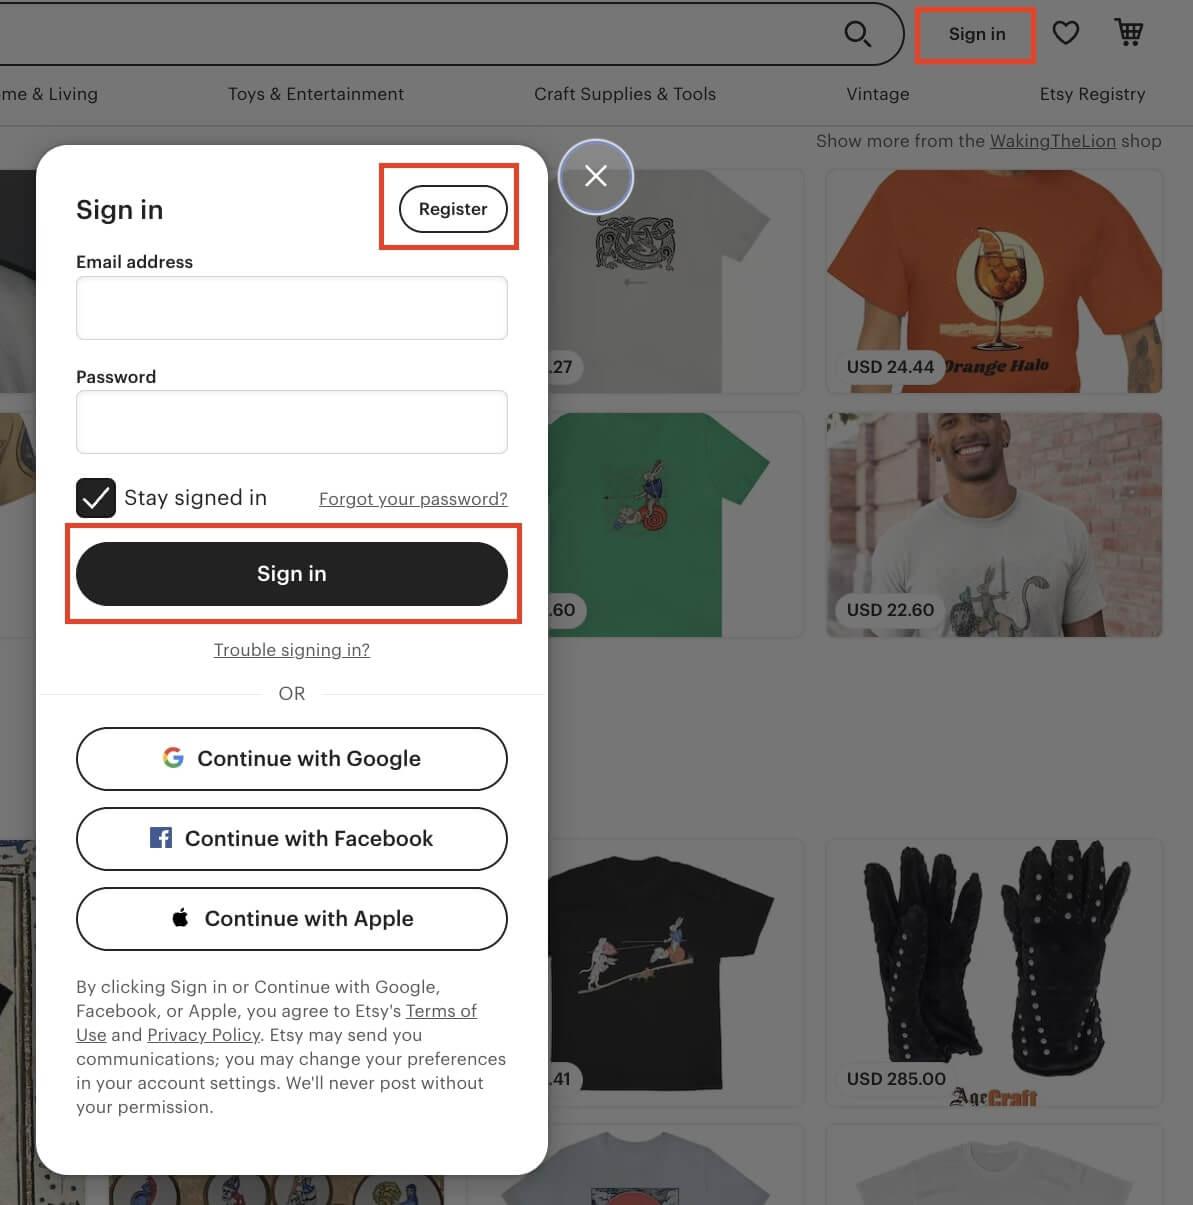 Sign in
me & Living
Toys & Entertainment
Craft Supplies & Tools
Vintage
Etsy Registry
Show more from the WakingTheLion shop
Sign in
Register
Email address
Password
Stay signed in
Forgot your password?
Sign in
Trouble signing in?
OR
Continue with Google
Continue with Facebook
Continue with Apple
By clicking Sign in or Continue with Google,
Facebook, or Apple, you agree to Etsy's Terms of
Use and Privacy Policy. Etsy may send you
communications; you may change your preferences
in your account settings. We'll never post without
your permission.
.27
USD 24.44
Orange Halo
.60
USD 22.60
.41
USD 285.00
AgeCraft